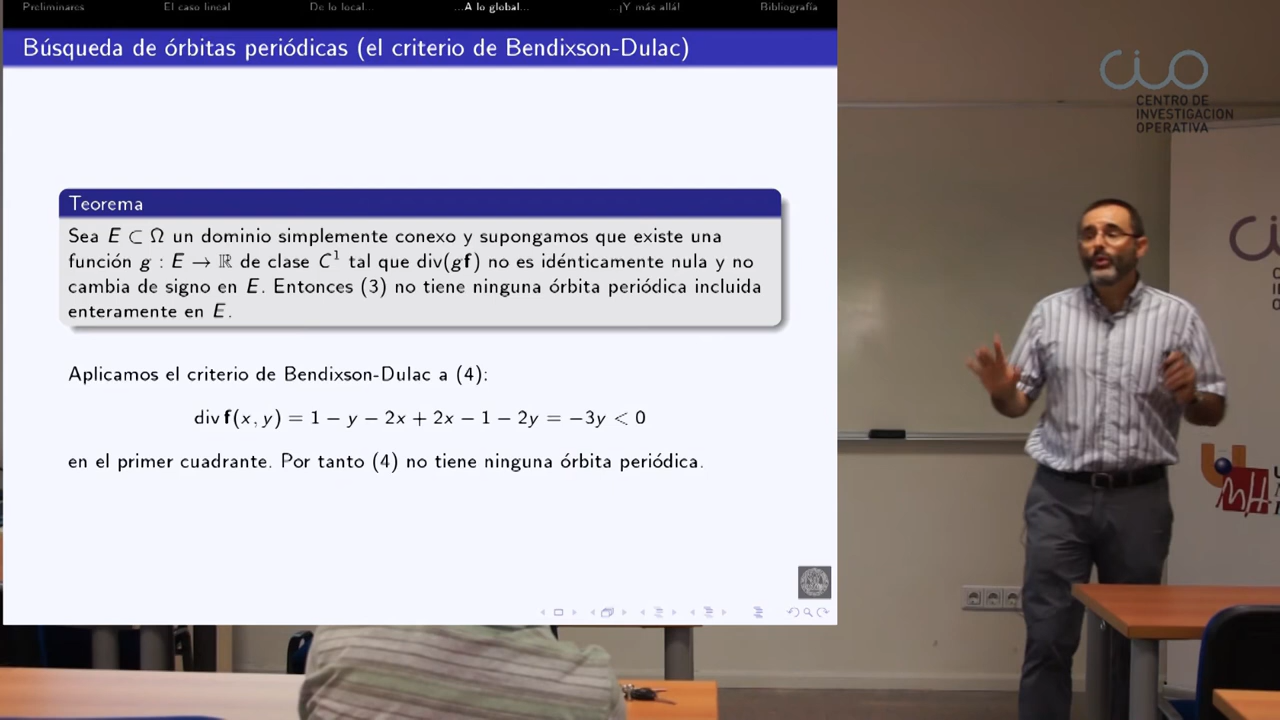 Preliminares El caso lineal De lo local... ...A lo global... ...¡Y más allá! Bibliografía
Búsqueda de órbitas periódicas (el criterio de Bendixson-Dulac)
Teorema
Sea E ⊂ Ω un dominio simplemente conexo y supongamos que existe una
función g : E → ℝ de clase C¹ tal que div(gf) no es idénticamente nula y no
cambia de signo en E. Entonces (3) no tiene ninguna órbita periódica incluida
enteramente en E.
Aplicamos el criterio de Bendixson-Dulac a (4):
div f(x, y) = 1 − y − 2x + 2x − 1 − 2y = −3y < 0
en el primer cuadrante. Por tanto (4) no tiene ninguna órbita periódica.
CIO
CENTRO DE
INVESTIGACION
OPERATIVA